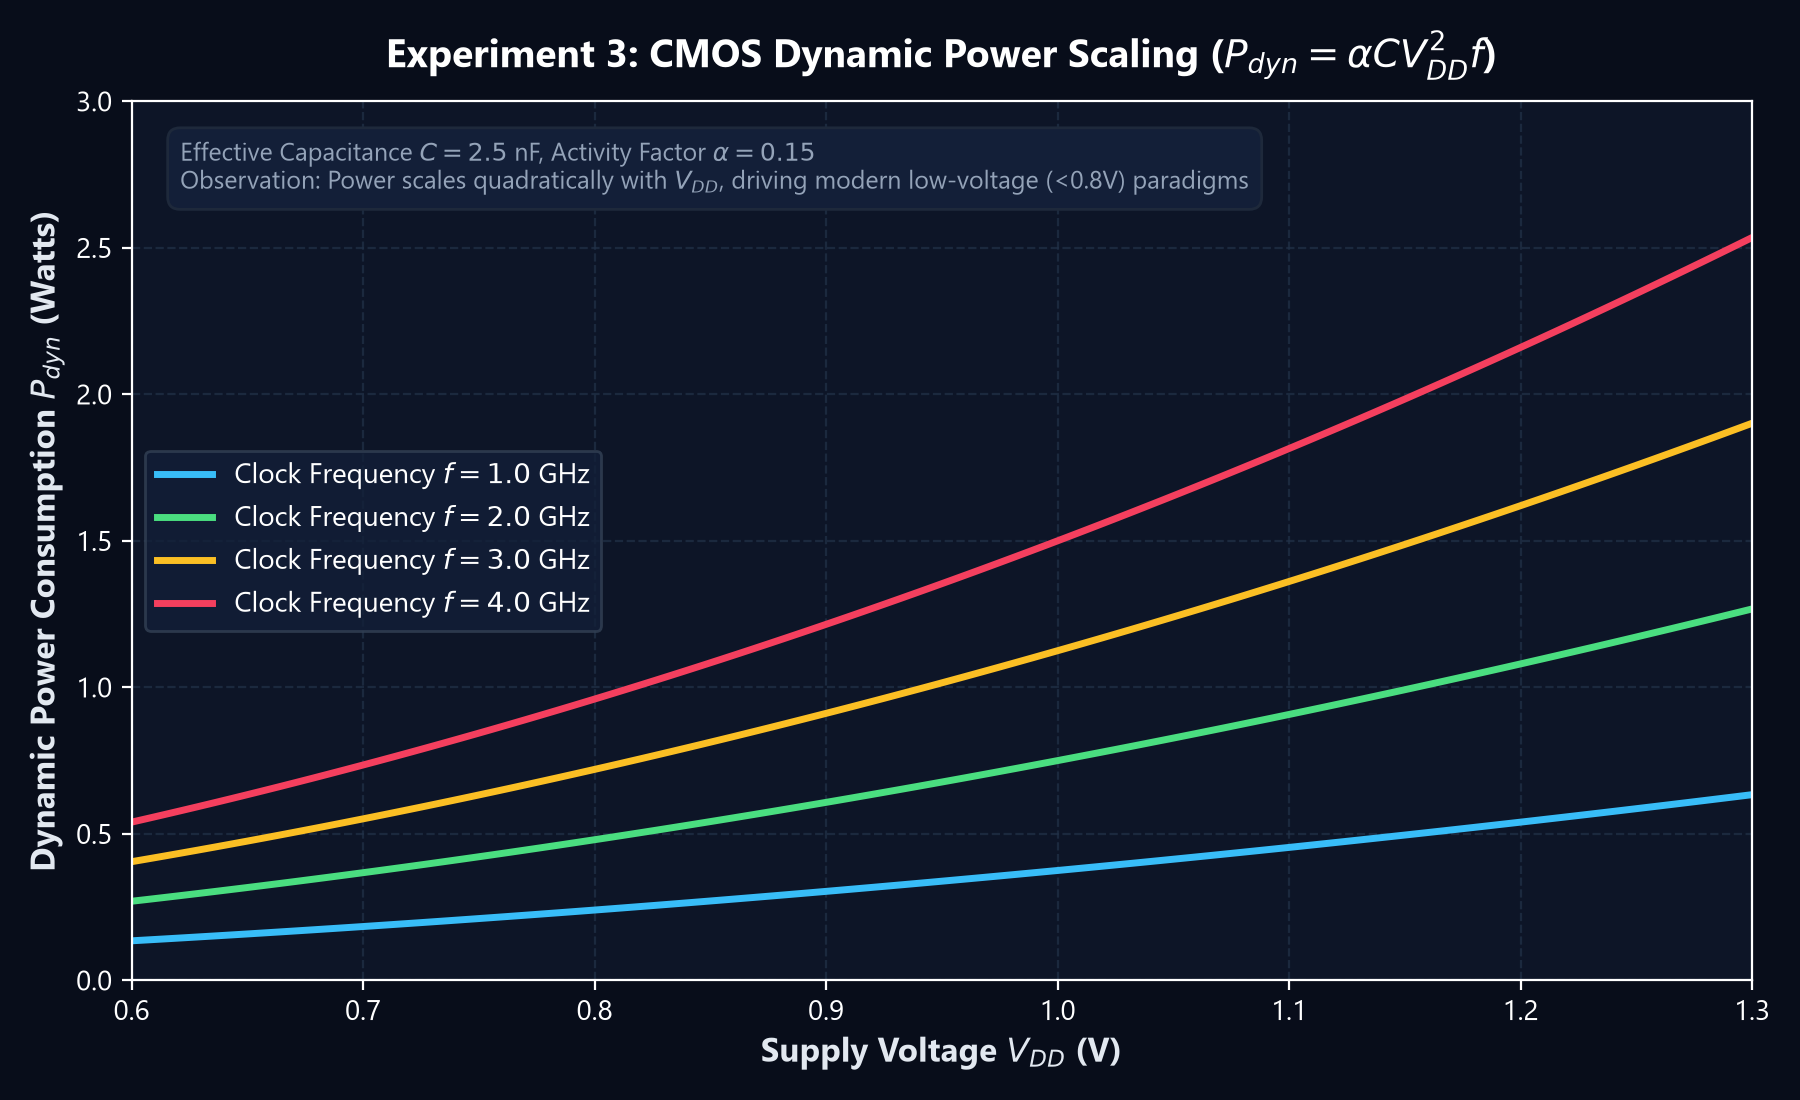 Experiment 3: CMOS Dynamic Power Scaling (P_dyn = αCV²_DD f)
3.0
Effective Capacitance C = 2.5 nF, Activity Factor α = 0.15
Observation: Power scales quadratically with V_DD, driving modern low-voltage (<0.8V) paradigms
2.5
2.0
Clock Frequency f = 1.0 GHz
Clock Frequency f = 2.0 GHz
Clock Frequency f = 3.0 GHz
Clock Frequency f = 4.0 GHz
1.5
1.0
0.5
0.0
Dynamic Power Consumption P_dyn (Watts)
0.6 0.7 0.8 0.9 1.0 1.1 1.2 1.3
Supply Voltage V_DD (V)